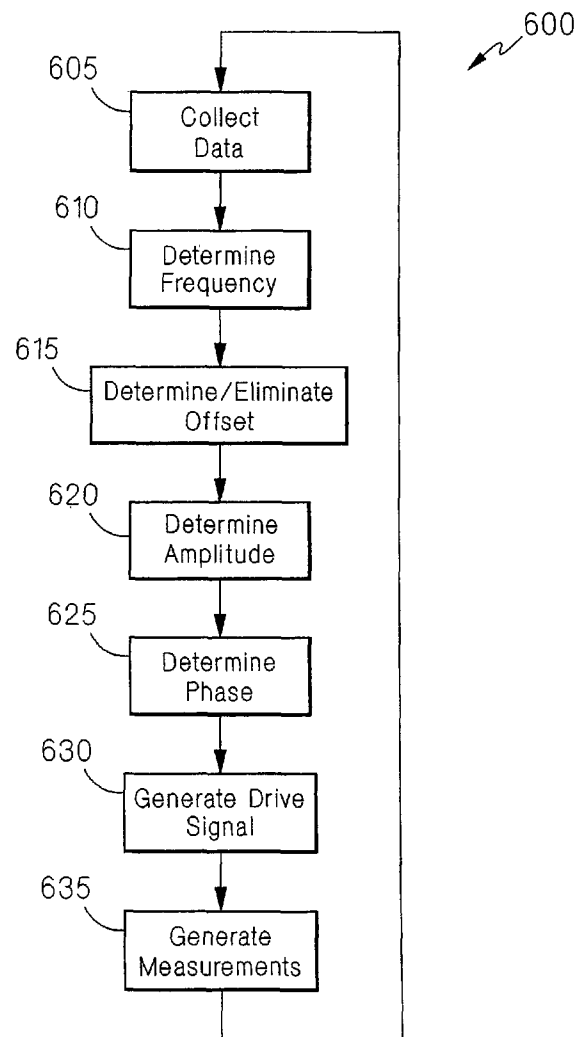 600
605
Collect
Data
610
Determine
Frequency
615
Determine/Eliminate
Offset
620
Determine
Amplitude
625
Determine
Phase
630
Generate Drive
Signal
635
Generate
Measurements